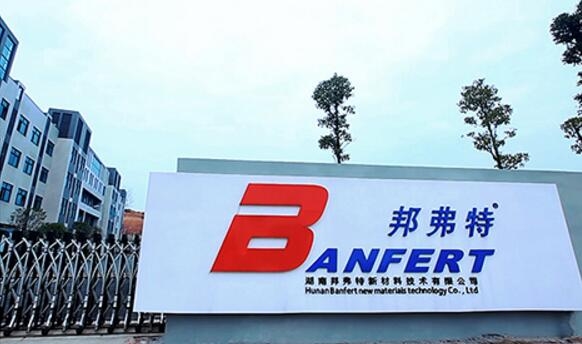 邦弗特®
BANFERT
湖南邦弗特新材料技术有限公司
Hunan Banfert new materials technology Co., Ltd